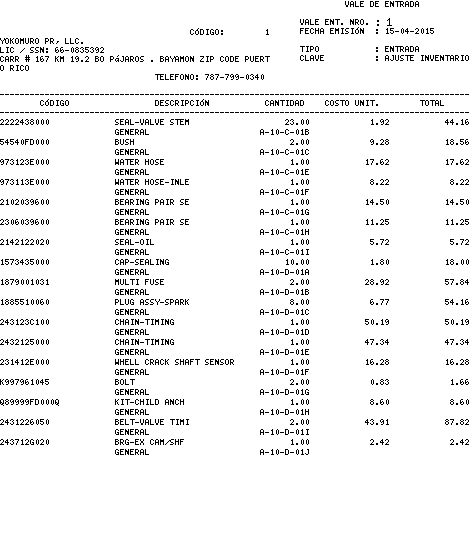 VALE DE ENTRADA
VALE ENT. NRO. : 1
CÓDIGO: 1 FECHA EMISIÓN : 15-04-2015
YOKOMURO PR, LLC.
LIC / SSN: 66-0835392 TIPO : ENTRADA
CARR # 167 KM 19.2 BO PáJAROS . BAYAMON ZIP CODE PUERT CLAVE : AJUSTE INVENTARIO
O RICO
TELEFONO: 787-799-0340
CóDIGO DESCRIPCIÓN CANTIDAD COSTO UNIT. TOTAL
2222438000 SEAL-VALVE STEM 23.00 1.92 44.16
GENERAL A-10-C-01B
54540FD000 BUSH 2.00 9.28 18.56
GENERAL A-10-C-01C
973123E000 WATER HOSE 1.00 17.62 17.62
GENERAL A-10-C-01E
973113E000 WATER HOSE-INLE 1.00 8.22 8.22
GENERAL A-10-C-01F
2102039600 BEARING PAIR SE 1.00 14.50 14.50
GENERAL A-10-C-01G
2306039600 BEARING PAIR SE 1.00 11.25 11.25
GENERAL A-10-C-01H
2142122020 SEAL-OIL 1.00 5.72 5.72
GENERAL A-10-C-01I
1573435000 CAP-SEALING 10.00 1.80 18.00
GENERAL A-10-D-01A
1879001031 MULTI FUSE 2.00 28.92 57.84
GENERAL A-10-D-01B
1885510060 PLUG ASSY-SPARK 8.00 6.77 54.16
GENERAL A-10-D-01C
243123C100 CHAIN-TIMING 1.00 50.19 50.19
GENERAL A-10-D-01D
2432125000 CHAIN-TIMING 1.00 47.34 47.34
GENERAL A-10-D-01E
231412E000 WHELL CRACK SHAFT SENSOR 1.00 16.28 16.28
GENERAL A-10-D-01F
K997961045 BOLT 2.00 0.83 1.66
GENERAL A-10-D-01G
Q89999FD000Q KIT-CHILD ANCH 1.00 8.60 8.60
GENERAL A-10-D-01H
2431226050 BELT-VALVE TIMI 2.00 43.91 87.82
GENERAL A-10-D-01I
243712G020 BRG-EX CAM/SHF 1.00 2.42 2.42
GENERAL A-10-D-01J